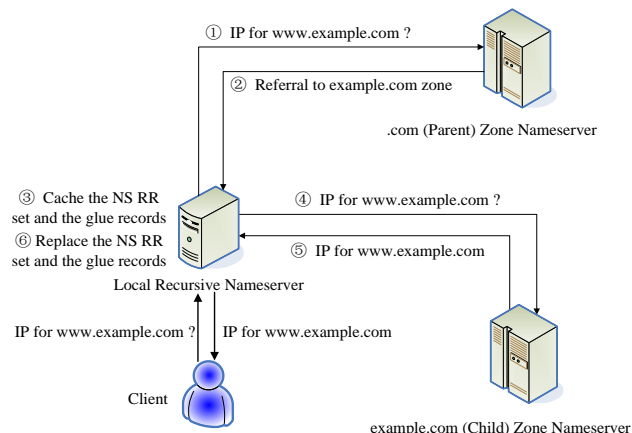 ① IP for www.example.com ?
② Referral to example.com zone
.com (Parent) Zone Nameserver
③ Cache the NS RR
set and the glue records
⑥ Replace the NS RR
set and the glue records
④ IP for www.example.com ?
⑤ IP for www.example.com
Local Recursive Nameserver
IP for www.example.com ?
IP for www.example.com
Client
example.com (Child) Zone Nameserver